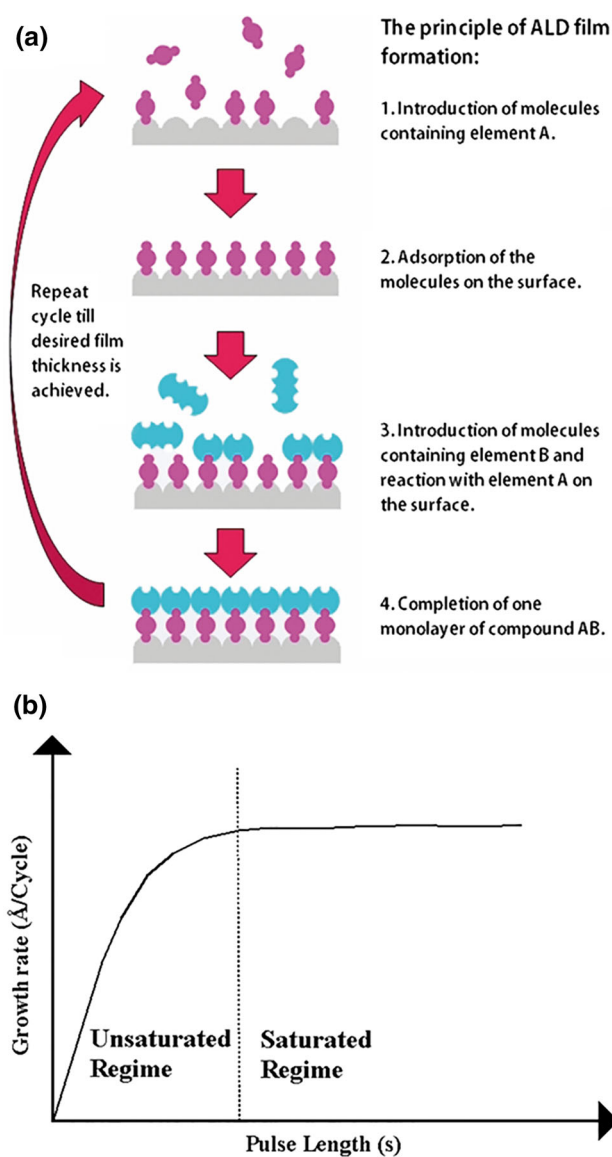 (a)
The principle of ALD film
formation:
1. Introduction of molecules
containing element A.
2. Adsorption of the
molecules on the surface.
Repeat
cycle till
desired film
thickness is
achieved.
3. Introduction of molecules
containing element B and
reaction with element A on
the surface.
4. Completion of one
monolayer of compound AB.
(b)
Growth rate (Å/Cycle)
Unsaturated
Regime
Saturated
Regime
Pulse Length (s)